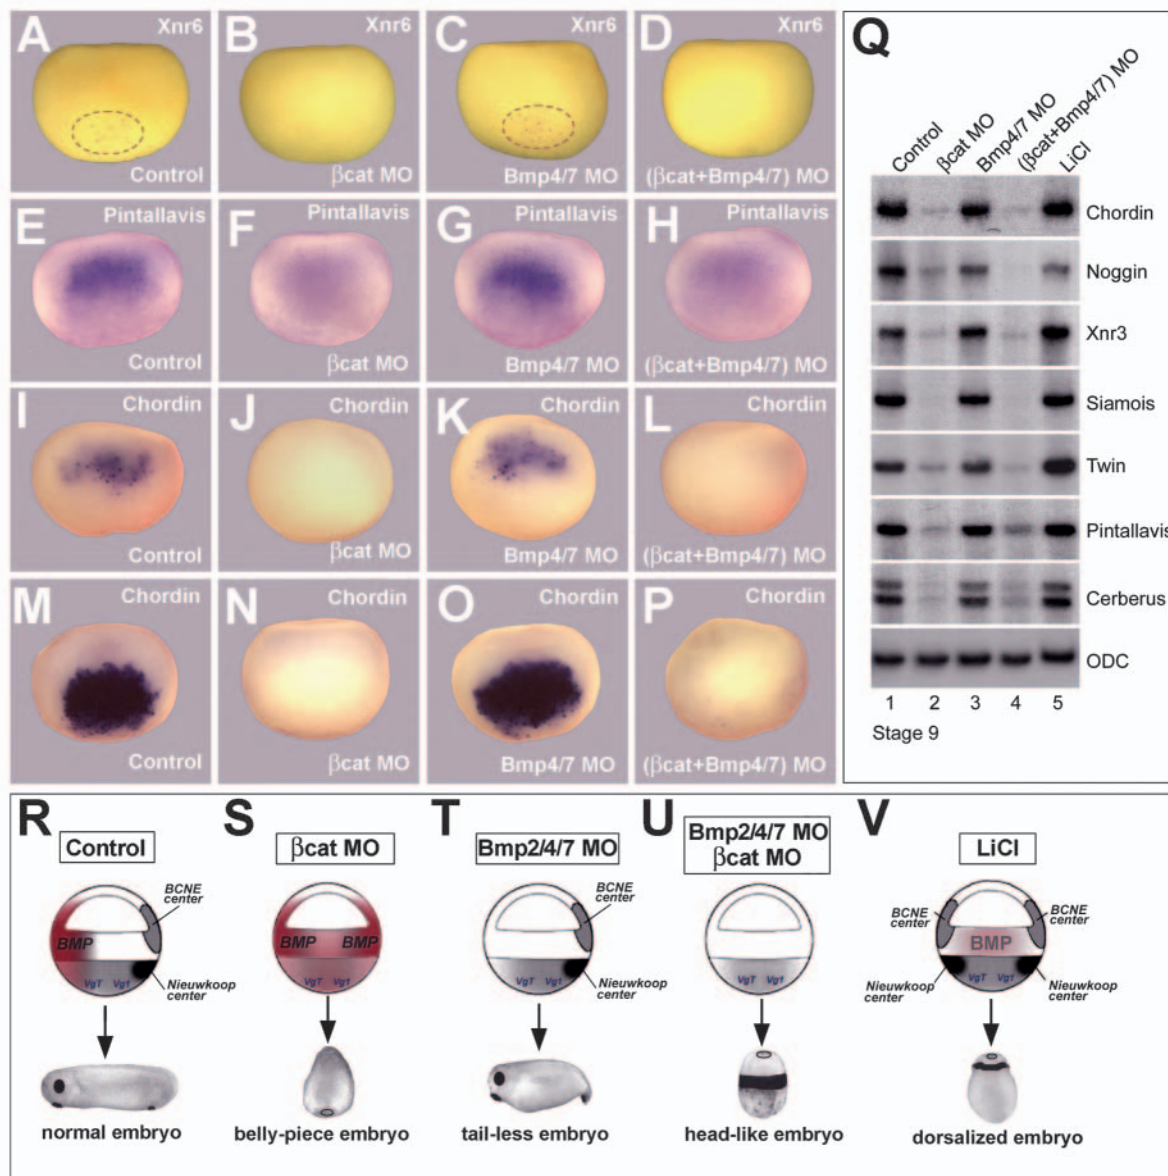 A Xnr6 Control
B Xnr6 βcat MO
C Xnr6 Bmp4/7 MO
D Xnr6 (βcat+Bmp4/7) MO
E Pintallavis Control
F Pintallavis βcat MO
G Pintallavis Bmp4/7 MO
H Pintallavis (βcat+Bmp4/7) MO
I Chordin Control
J Chordin βcat MO
K Chordin Bmp4/7 MO
L Chordin (βcat+Bmp4/7) MO
M Chordin Control
N Chordin βcat MO
O Chordin Bmp4/7 MO
P Chordin (βcat+Bmp4/7) MO
Q
Control
βcat MO
Bmp4/7 MO
(βcat+Bmp4/7) MO
LiCl
Chordin
Noggin
Xnr3
Siamois
Twin
Pintallavis
Cerberus
ODC
1 2 3 4 5
Stage 9
R
Control
BCNE
center
BMP
VgT Vg1
Nieuwkoop
center
normal embryo
S
βcat MO
BMP BMP
VgT Vg1
belly-piece embryo
T
Bmp2/4/7 MO
BCNE
center
VgT Vg1
Nieuwkoop
center
tail-less embryo
U
Bmp2/4/7 MO
βcat MO
VgT Vg1
head-like embryo
V
LiCl
BCNE
center
BCNE
center
BMP
VgT Vg1
Nieuwkoop
center
Nieuwkoop
center
dorsalized embryo